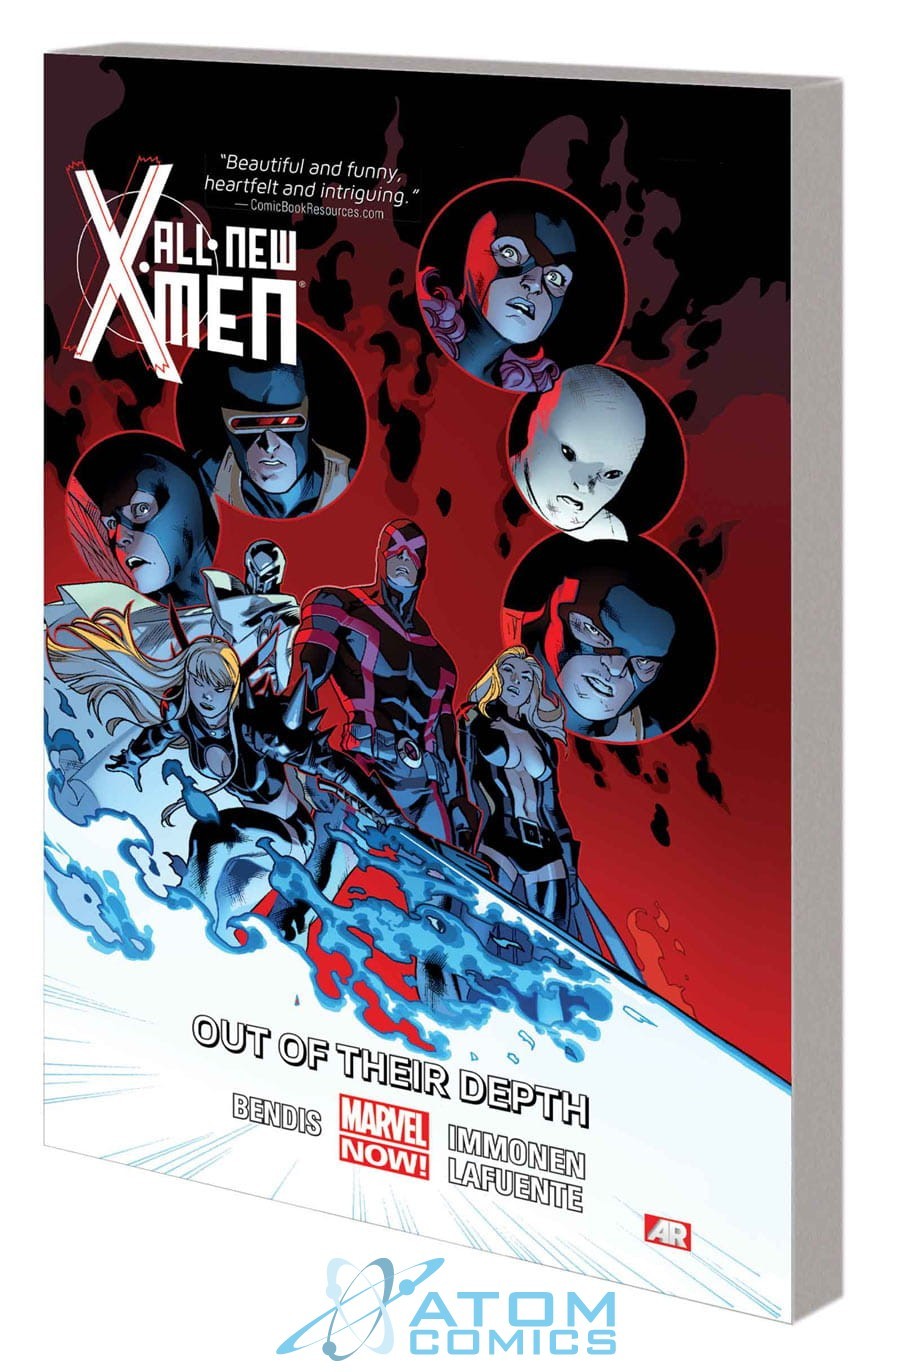 “Beautiful and funny,
heartfelt and intriguing.”
— ComicBookResources.com
ALL·NEW
X·MEN®
OUT OF THEIR DEPTH
BENDIS
MARVEL
NOW!
IMMONEN
LAFUENTE
AR
ATOM
COMICS